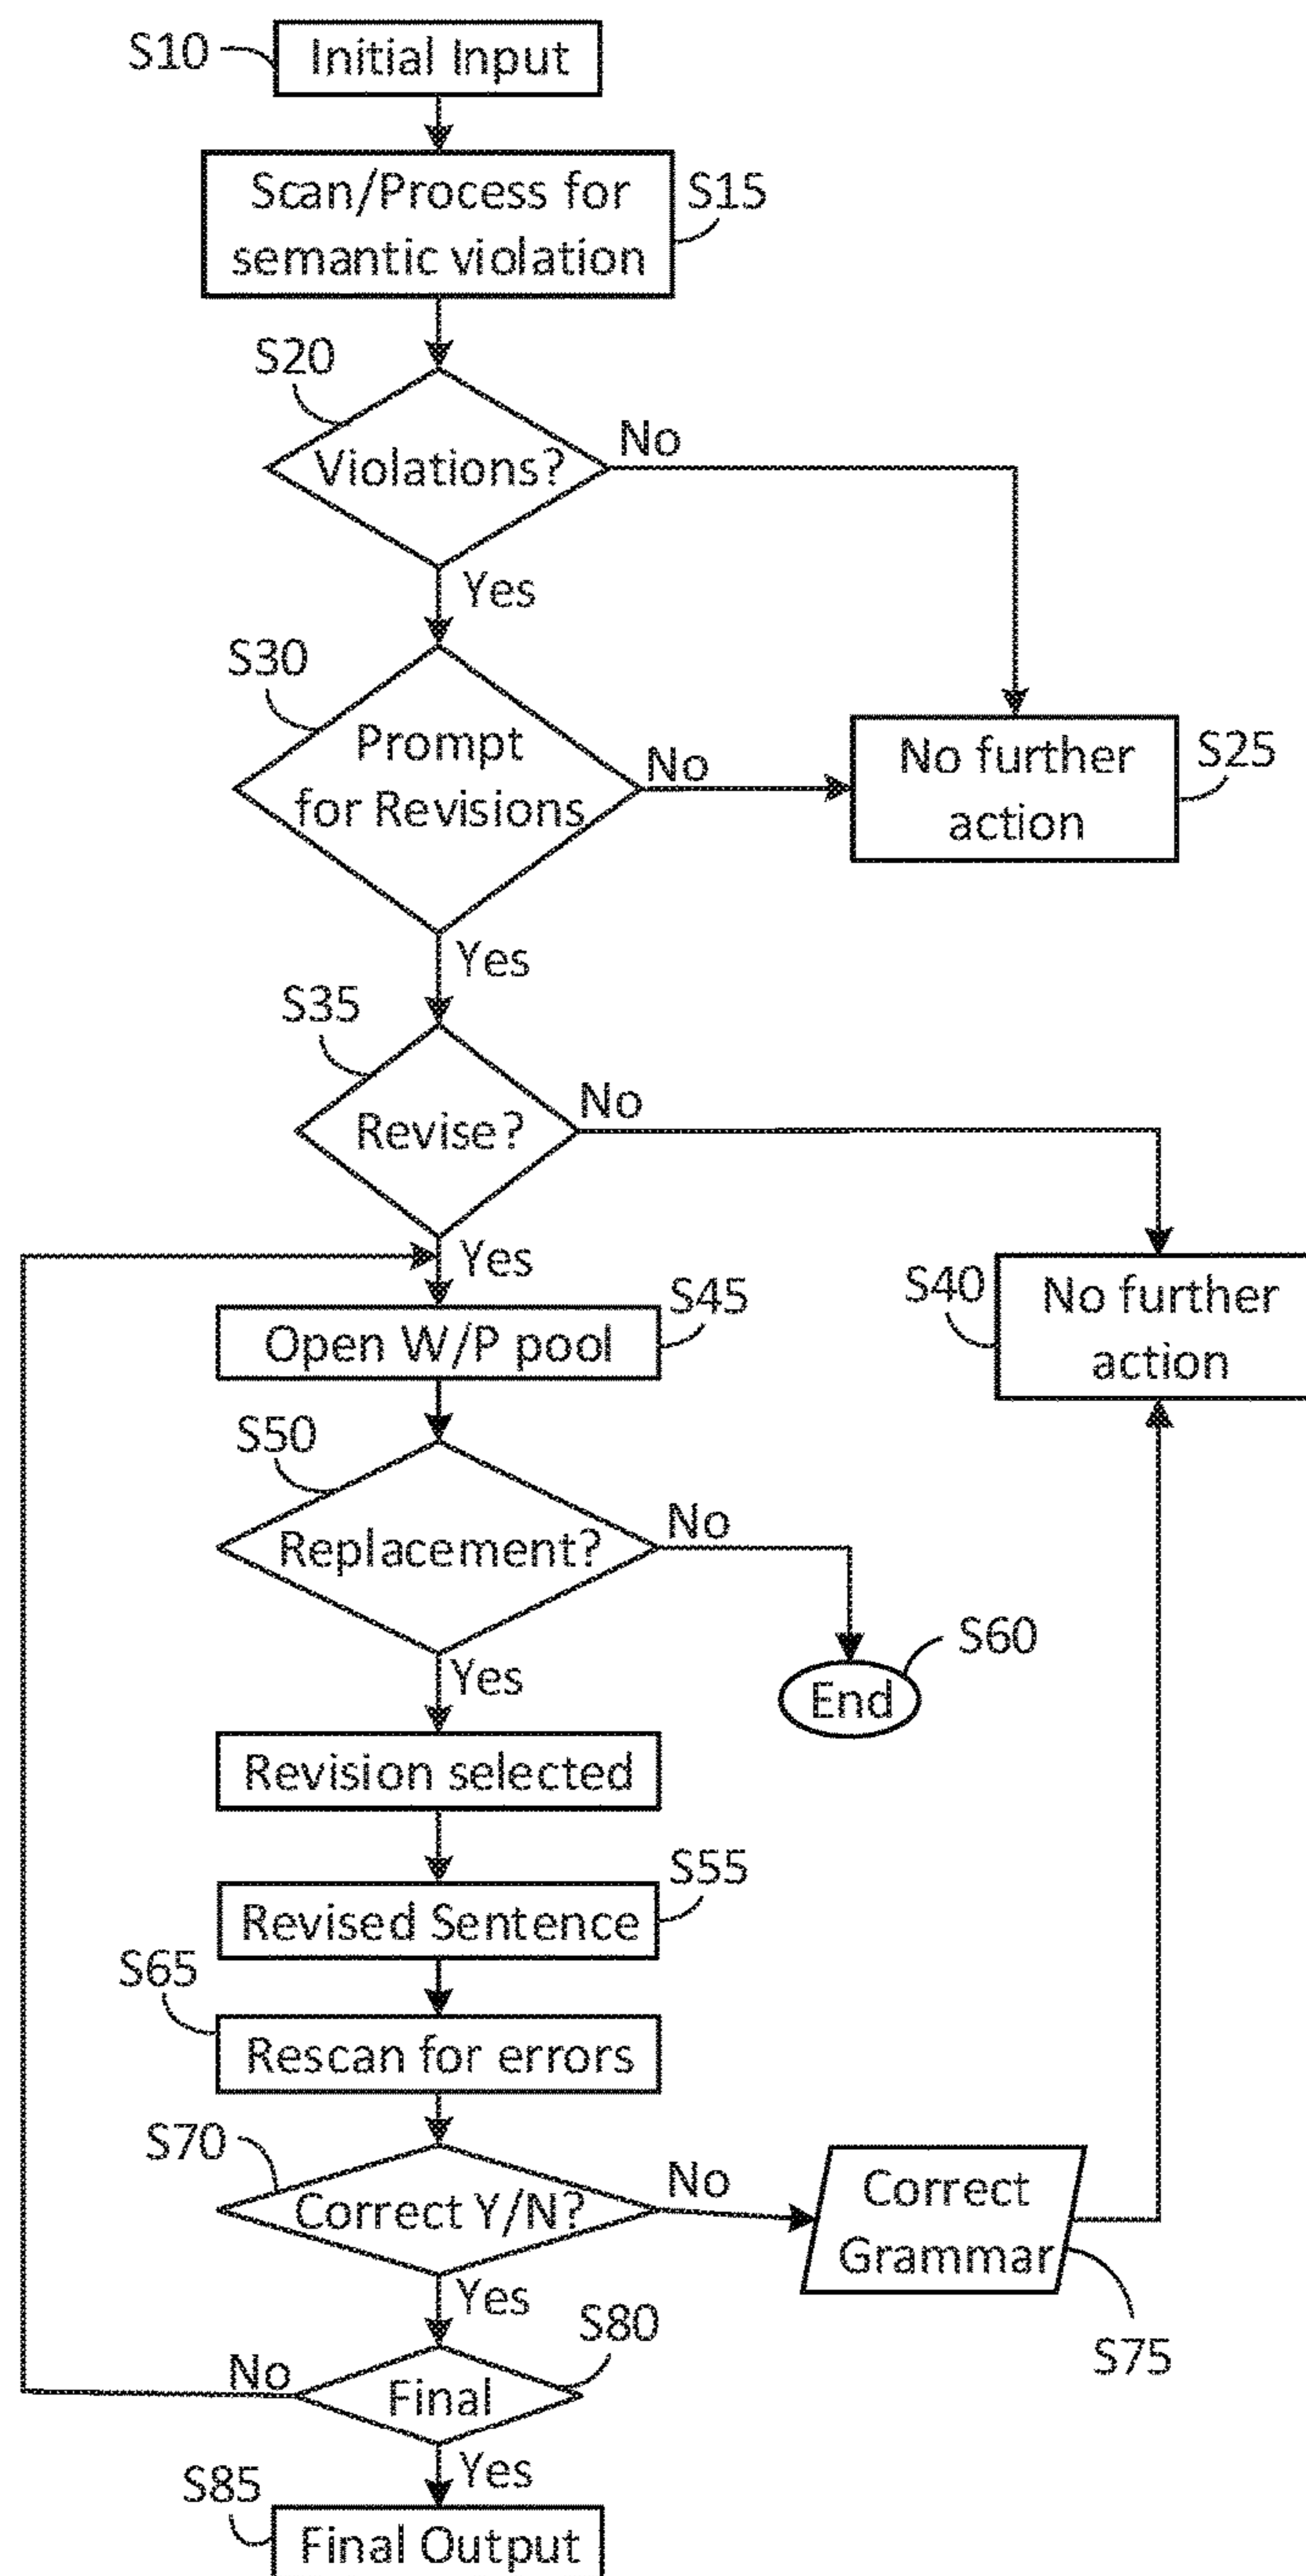 S10
Initial Input
Scan/Process for
semantic violation
S15
S20
Violations?
No
Yes
S30
Prompt
for Revisions
No
No further
action
S25
Yes
S35
Revise?
No
Yes
S40
No further
action
Open W/P pool
S45
S50
Replacement?
No
Yes
End
S60
Revision selected
Revised Sentence
S55
S65
Rescan for errors
S70
Correct Y/N?
No
Correct
Grammar
S75
Yes
S80
Final
No
Yes
S85
Final Output